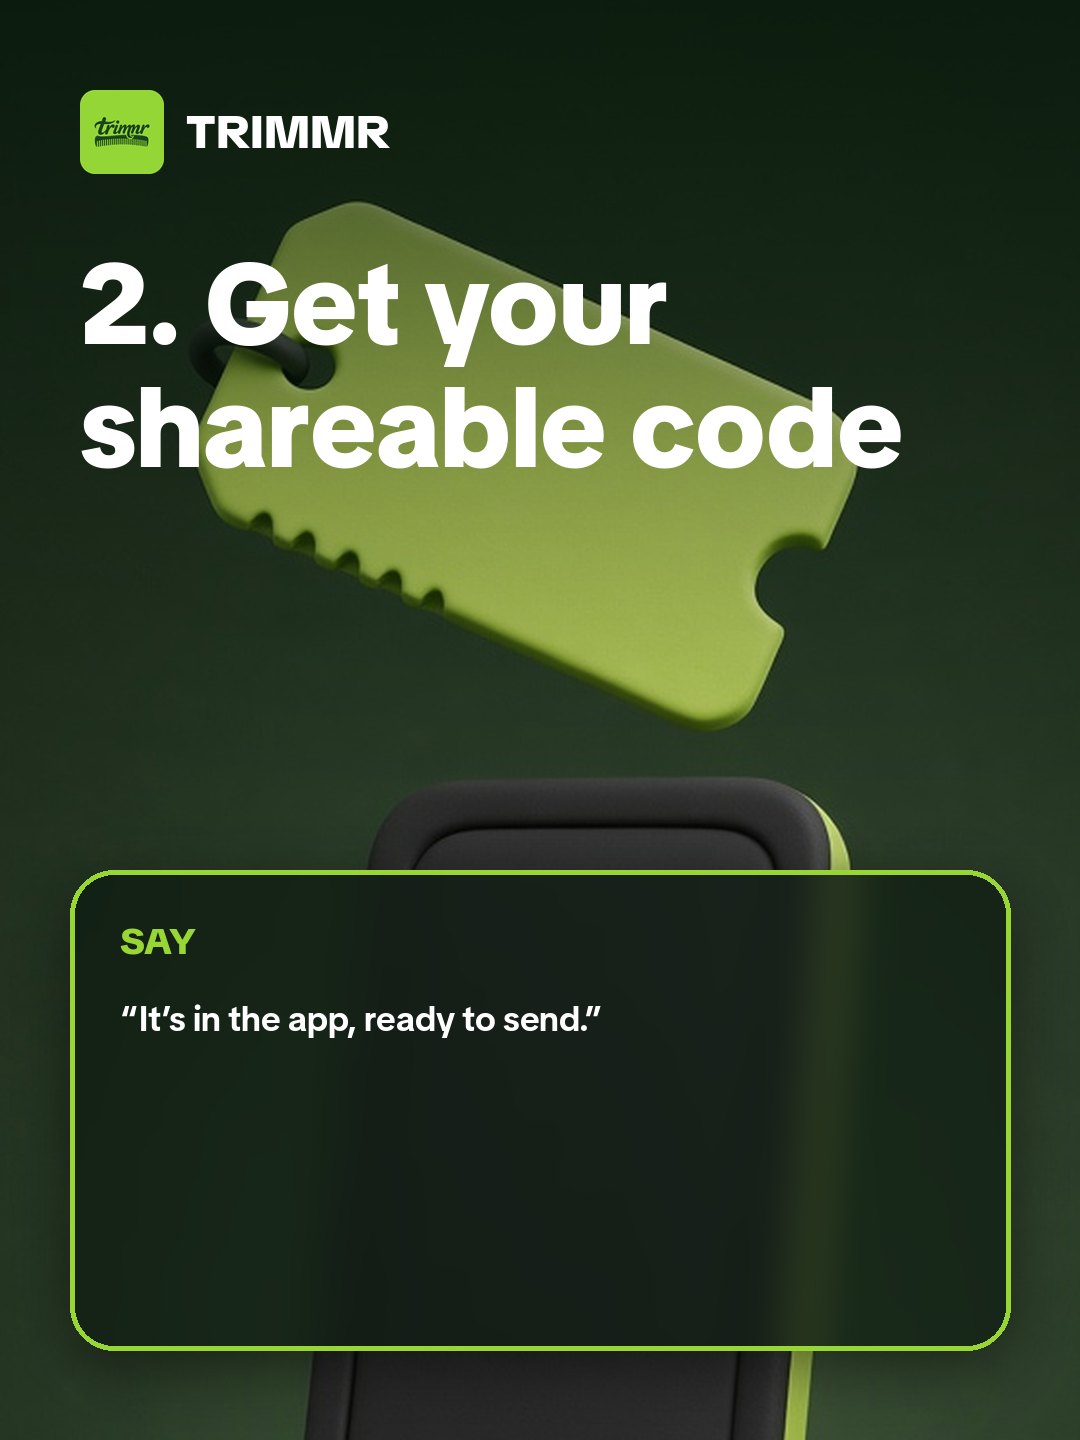 trimmr
TRIMMR
2. Get your
shareable code
SAY
“It’s in the app, ready to send.”